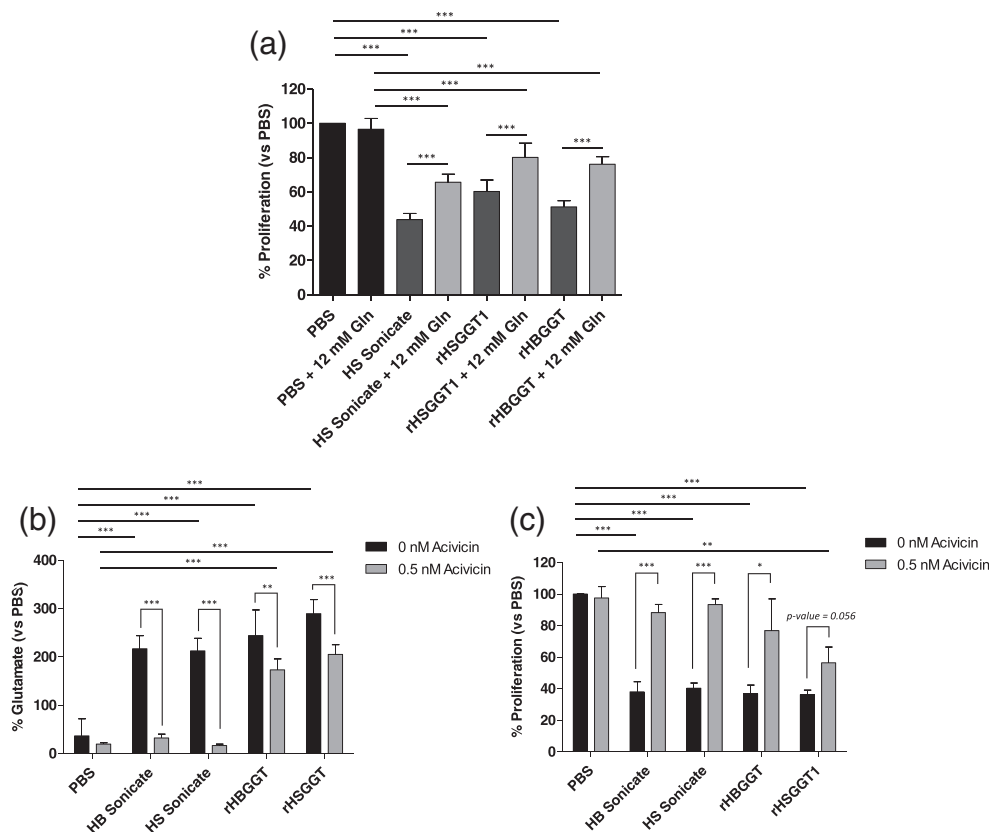 ***
***
(a)
***
***
***
***
***
***
***
120
100
80
60
40
20
0
% Proliferation (vs PBS)
PBS
PBS + 12 mM Gln
HS Sonicate
HS Sonicate + 12 mM Gln
rHSGGT1
rHSGGT1 + 12 mM Gln
rHBGGT
rHBGGT + 12 mM Gln
(b)
***
***
***
***
***
***
0 nM Acivicin
0.5 nM Acivicin
***
***
**
***
400
300
200
100
0
% Glutamate (vs PBS)
PBS
HB Sonicate
HS Sonicate
rHBGGT
rHSGGT
(c)
***
***
***
***
**
0 nM Acivicin
0.5 nM Acivicin
***
***
*
p-value = 0.056
120
100
80
60
40
20
0
% Proliferation (vs PBS)
PBS
HB Sonicate
HS Sonicate
rHBGGT
rHSGGT1